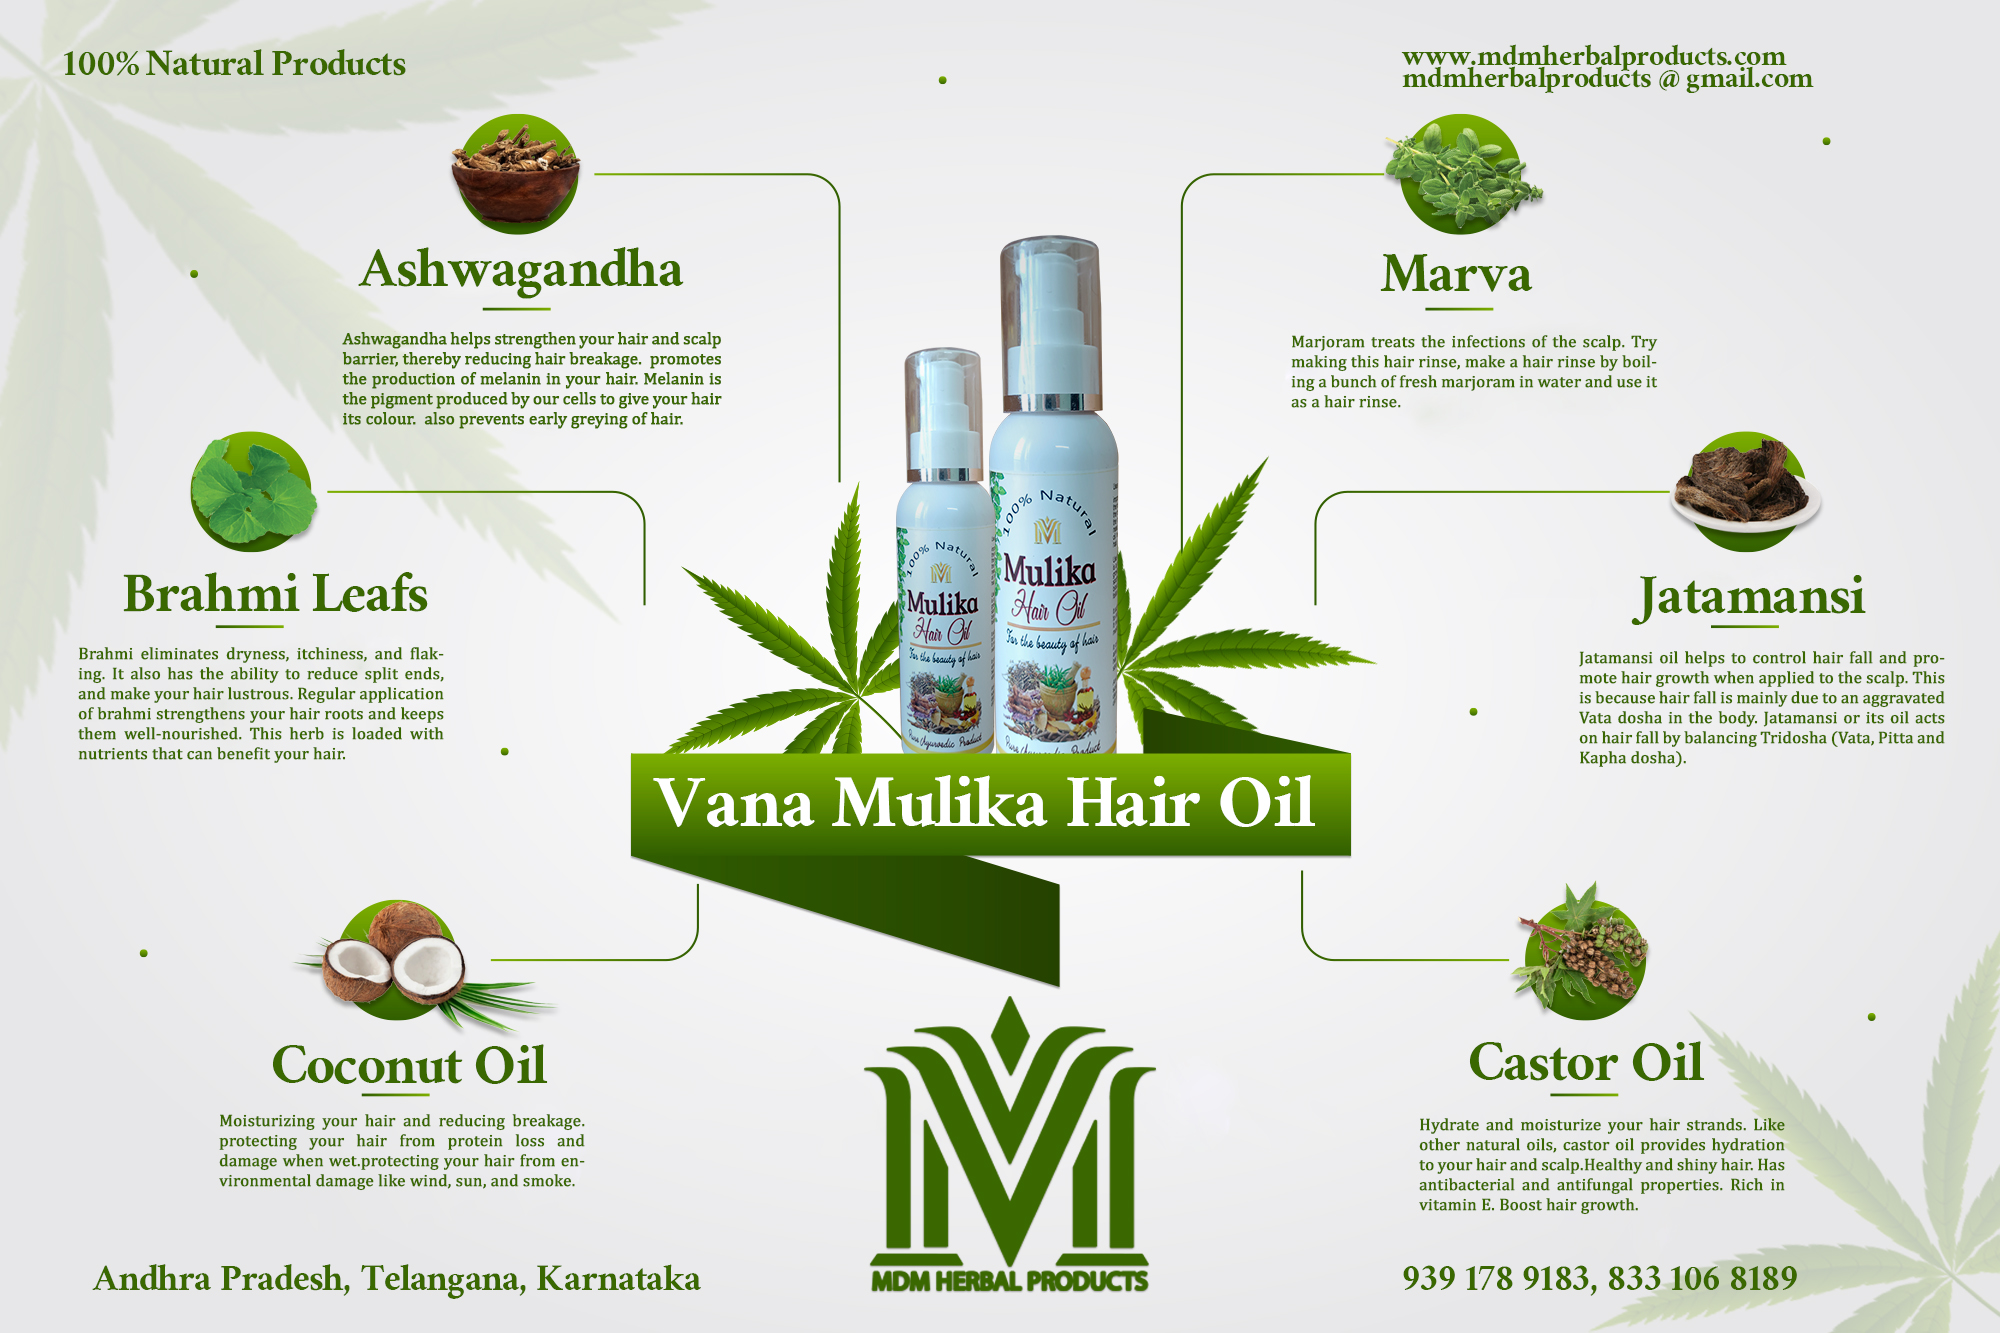 100% Natural Products
www.mdmherbalproducts.com
mdmherbalproducts @ gmail.com
Ashwagandha
Ashwagandha helps strengthen your hair and scalp
barrier, thereby reducing hair breakage.  promotes
the production of melanin in your hair. Melanin is
the pigment produced by our cells to give your hair
its colour.  also prevents early greying of hair.
Marva
Marjoram treats the infections of the scalp. Try
making this hair rinse, make a hair rinse by boil-
ing a bunch of fresh marjoram in water and use it
as a hair rinse.
Brahmi Leafs
Brahmi eliminates dryness, itchiness, and flak-
ing. It also has the ability to reduce split ends,
and make your hair lustrous. Regular application
of brahmi strengthens your hair roots and keeps
them well-nourished. This herb is loaded with
nutrients that can benefit your hair.
100% Natural
Mulika
Hair Oil
For the beauty of hair
Pure Ayurvedic Product
100% Natural
Mulika
Hair Oil
For the beauty of hair
Pure Ayurvedic Product
Jatamansi
Jatamansi oil helps to control hair fall and pro-
mote hair growth when applied to the scalp. This
is because hair fall is mainly due to an aggravated
Vata dosha in the body. Jatamansi or its oil acts
on hair fall by balancing Tridosha (Vata, Pitta and
Kapha dosha).
Vana Mulika Hair Oil
Coconut Oil
Moisturizing your hair and reducing breakage.
protecting your hair from protein loss and
damage when wet.protecting your hair from en-
vironmental damage like wind, sun, and smoke.
Castor Oil
Hydrate and moisturize your hair strands. Like
other natural oils, castor oil provides hydration
to your hair and scalp.Healthy and shiny hair. Has
antibacterial and antifungal properties. Rich in
vitamin E. Boost hair growth.
MDM HERBAL PRODUCTS
Andhra Pradesh, Telangana, Karnataka
939 178 9183, 833 106 8189